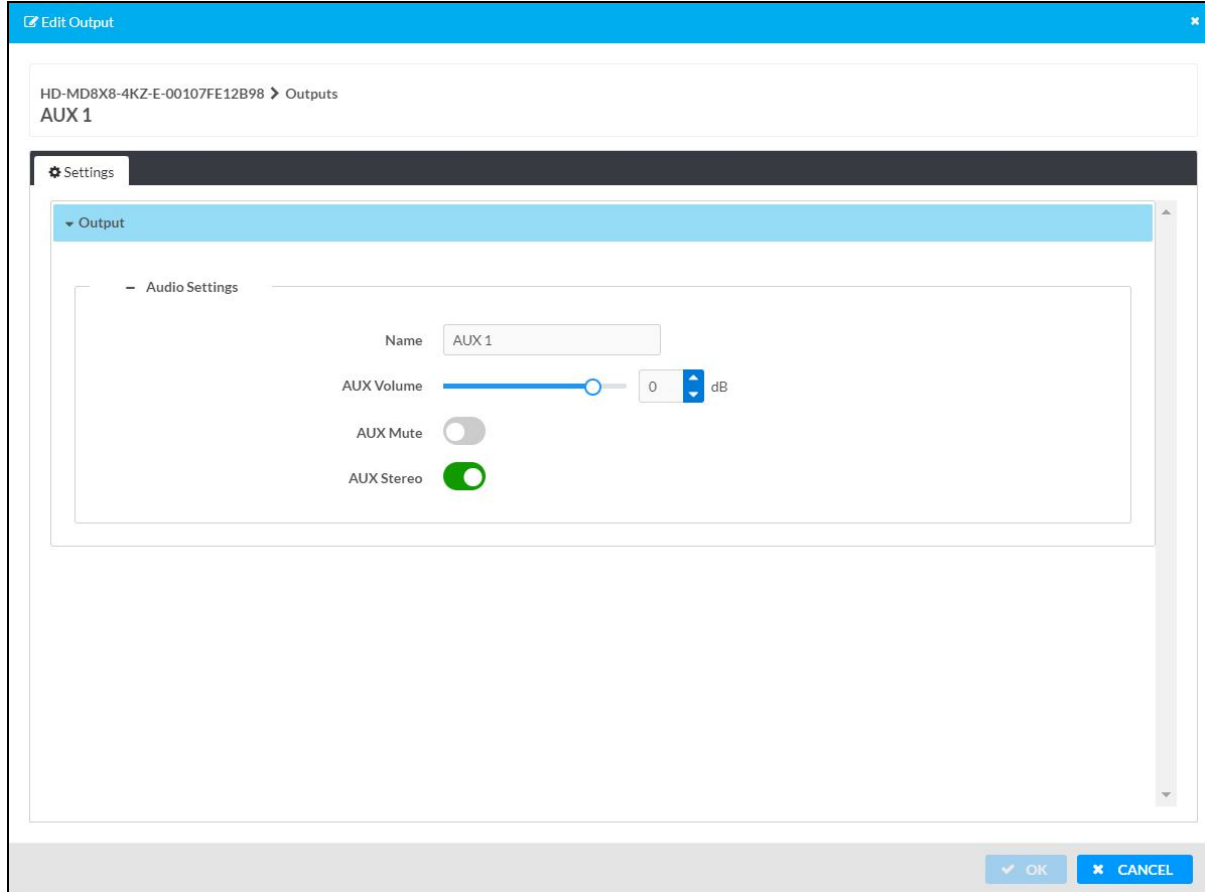 Edit Output
HD-MD8X8-4KZ-E-00107FE12B98 > Outputs
AUX 1
Settings
Output
Audio Settings
Name AUX 1
AUX Volume 0 dB
AUX Mute
AUX Stereo
OK CANCEL